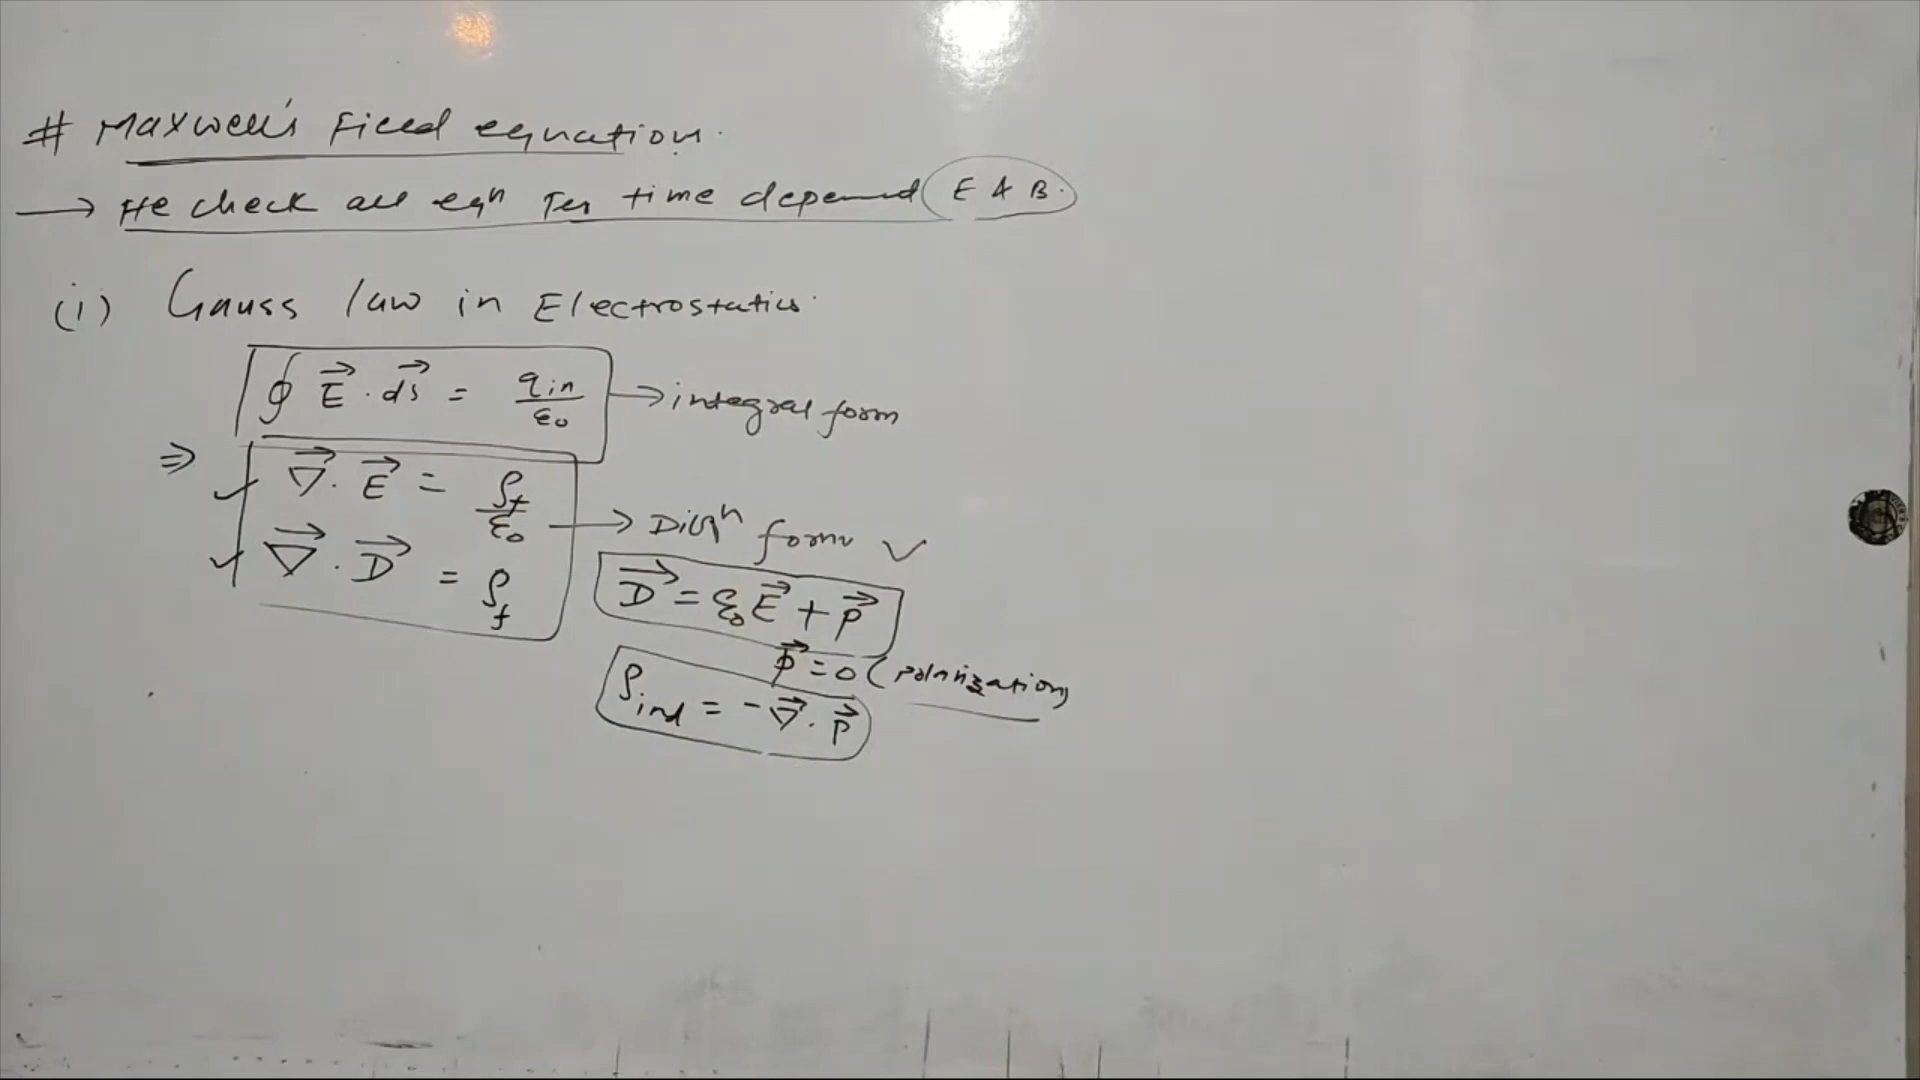 # Maxwell's Field equation.
→ He check all eqⁿ for time depend E & B.
(i) Gauss law in Electrostatics.
∮ E⃗ · ds⃗ = q_in/ε₀ → integral form
⇒ ∇⃗ · E⃗ = ρ_f/ε₀
→ Diffⁿ form ✓
∇⃗ · D⃗ = ρ_f
D⃗ = ε₀E⃗ + P⃗
P⃗ = 0 (polarization)
ρ_ind = -∇⃗ · P⃗